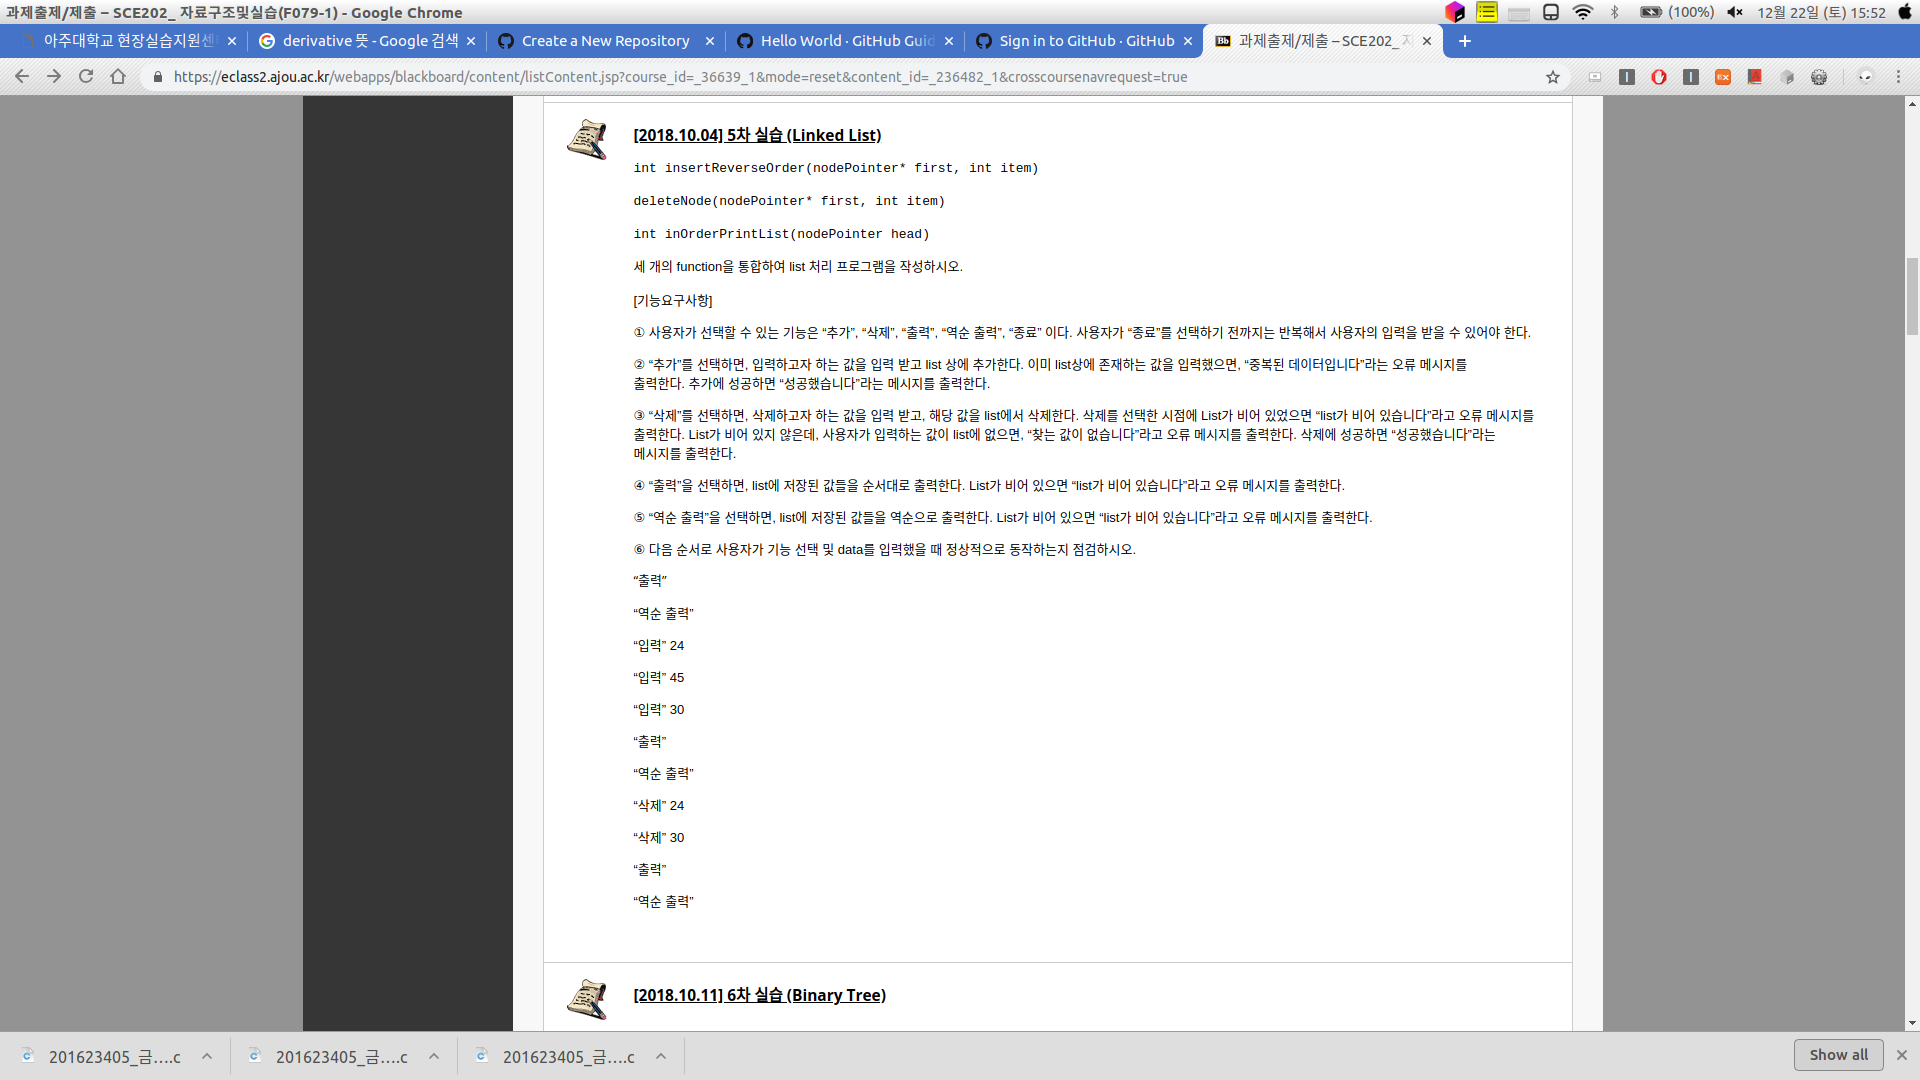 과제출제/제출 – SCE202_ 자료구조및실습(F079-1) - Google Chrome
(100%)
12월 22일 (토) 15:52
아주대학교 현장실습지원센
derivative 뜻 - Google 검색
Create a New Repository
Hello World · GitHub Guid
Sign in to GitHub · GitHub
Bb 과제출제/제출 – SCE202_ 자
https://eclass2.ajou.ac.kr/webapps/blackboard/content/listContent.jsp?course_id=_36639_1&mode=reset&content_id=_236482_1&crosscoursenavrequest=true
[2018.10.04] 5차 실습 (Linked List)
int insertReverseOrder(nodePointer* first, int item)
deleteNode(nodePointer* first, int item)
int inOrderPrintList(nodePointer head)
세 개의 function을 통합하여 list 처리 프로그램을 작성하시오.
[기능요구사항]
① 사용자가 선택할 수 있는 기능은 “추가”, “삭제”, “출력”, “역순 출력”, “종료” 이다. 사용자가 “종료”를 선택하기 전까지는 반복해서 사용자의 입력을 받을 수 있어야 한다.
② “추가”를 선택하면, 입력하고자 하는 값을 입력 받고 list 상에 추가한다. 이미 list상에 존재하는 값을 입력했으면, “중복된 데이터입니다”라는 오류 메시지를
출력한다. 추가에 성공하면 “성공했습니다”라는 메시지를 출력한다.
③ “삭제”를 선택하면, 삭제하고자 하는 값을 입력 받고, 해당 값을 list에서 삭제한다. 삭제를 선택한 시점에 List가 비어 있었으면 “list가 비어 있습니다”라고 오류 메시지를
출력한다. List가 비어 있지 않은데, 사용자가 입력하는 값이 list에 없으면, “찾는 값이 없습니다”라고 오류 메시지를 출력한다. 삭제에 성공하면 “성공했습니다”라는
메시지를 출력한다.
④ “출력”을 선택하면, list에 저장된 값들을 순서대로 출력한다. List가 비어 있으면 “list가 비어 있습니다”라고 오류 메시지를 출력한다.
⑤ “역순 출력”을 선택하면, list에 저장된 값들을 역순으로 출력한다. List가 비어 있으면 “list가 비어 있습니다”라고 오류 메시지를 출력한다.
⑥ 다음 순서로 사용자가 기능 선택 및 data를 입력했을 때 정상적으로 동작하는지 점검하시오.
“출력”
“역순 출력”
“입력” 24
“입력” 45
“입력” 30
“출력”
“역순 출력”
“삭제” 24
“삭제” 30
“출력”
“역순 출력”
[2018.10.11] 6차 실습 (Binary Tree)
201623405_금….c
201623405_금….c
201623405_금….c
Show all